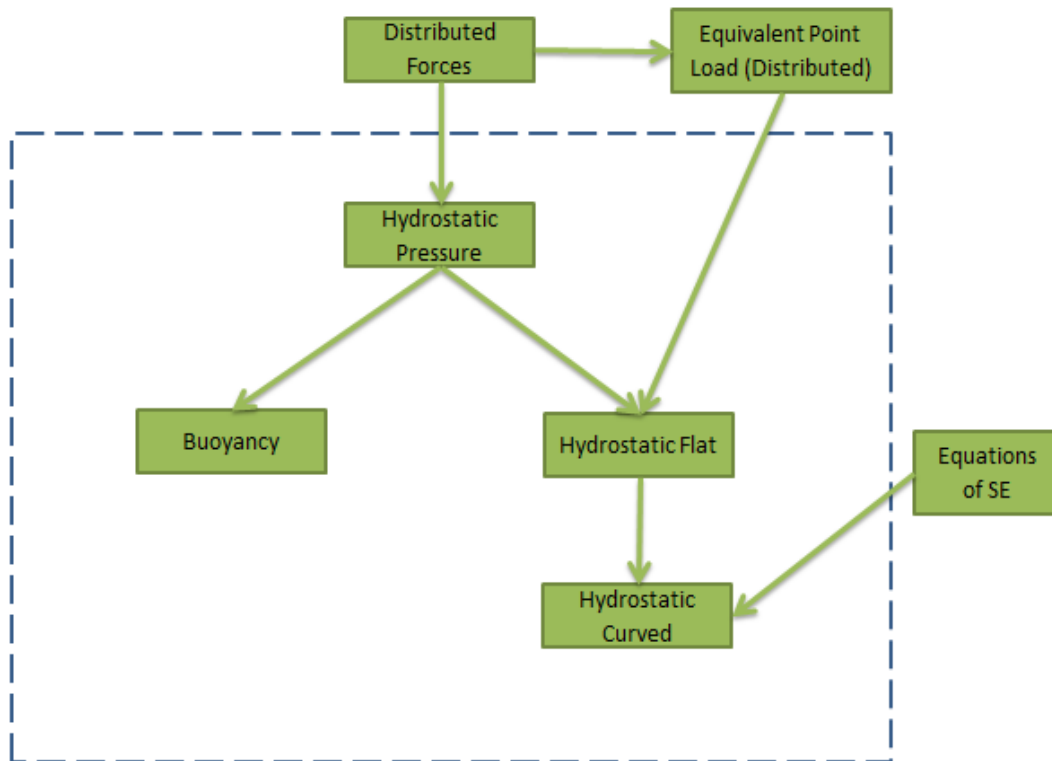 Distributed
Forces
Equivalent Point
Load (Distributed)
Hydrostatic
Pressure
Buoyancy
Hydrostatic Flat
Equations
of SE
Hydrostatic
Curved